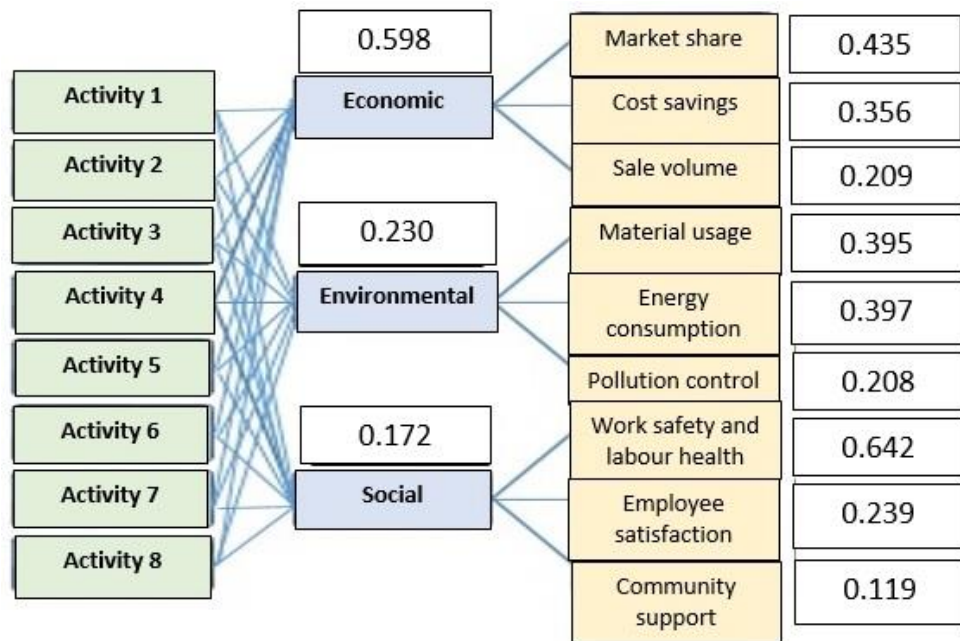 Activity 1
Activity 2
Activity 3
Activity 4
Activity 5
Activity 6
Activity 7
Activity 8
0.598
Economic
0.230
Environmental
0.172
Social
Market share
0.435
Cost savings
0.356
Sale volume
0.209
Material usage
0.395
Energy
consumption
0.397
Pollution control
0.208
Work safety and
labour health
0.642
Employee
satisfaction
0.239
Community
support
0.119